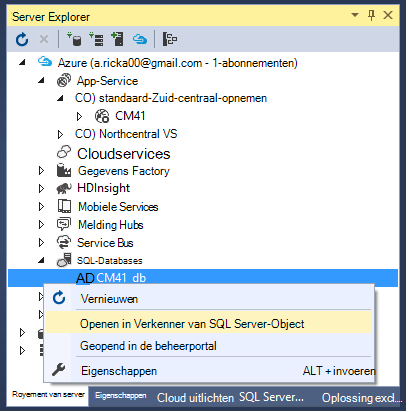 Server Explorer
Azure (a.ricka00@gmail.com - 1-abonnementen)
App-Service
CO) standaard-Zuid-centraal-opnemen
CM41
CO) Northcentral VS
Cloudservices
Gegevens Factory
HDInsight
Mobiele Services
Melding Hubs
Service Bus
SQL-Databases
AD CM41_db
Vernieuwen
Openen in Verkenner van SQL Server-Object
Geopend in de beheerportal
Eigenschappen ALT + invoeren
Royement van server Eigenschappen Cloud uitlichten SQL Server... Oplossing excl....